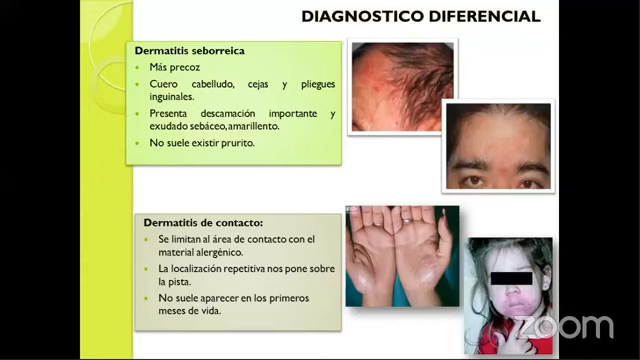 DIAGNOSTICO DIFERENCIAL
Dermatitis seborreica
Más precoz
Cuero cabelludo, cejas y pliegues
inguinales.
Presenta descamación importante y
exudado sebáceo, amarillento.
No suele existir prurito.
Dermatitis de contacto:
Se limitan al área de contacto con el
material alergénico.
La localización repetitiva nos pone sobre
la pista.
No suele aparecer en los primeros
meses de vida.
zoom